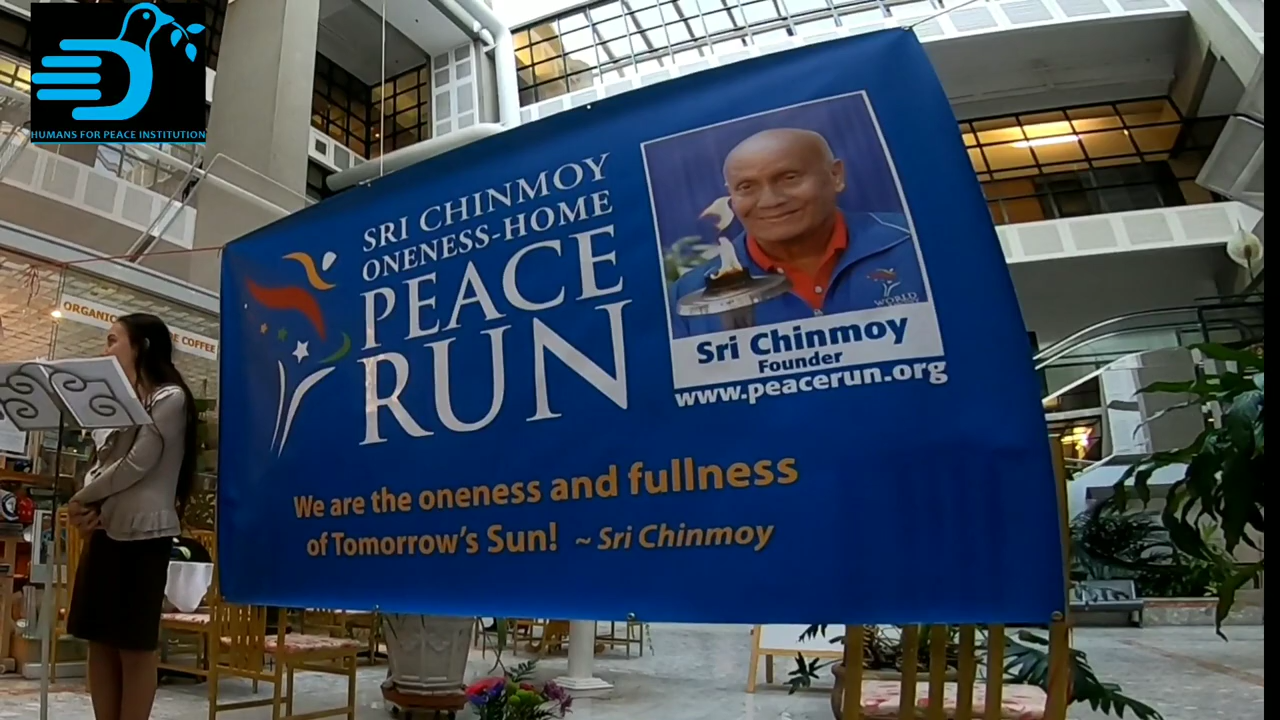 HUMANS FOR PEACE INSTITUTION
ORGANIC
COFFEE
SRI CHINMOY
ONENESS-HOME
PEACE
RUN
WORLD
Sri Chinmoy
Founder
www.peacerun.org
We are the oneness and fullness
of Tomorrow's Sun! ~ Sri Chinmoy